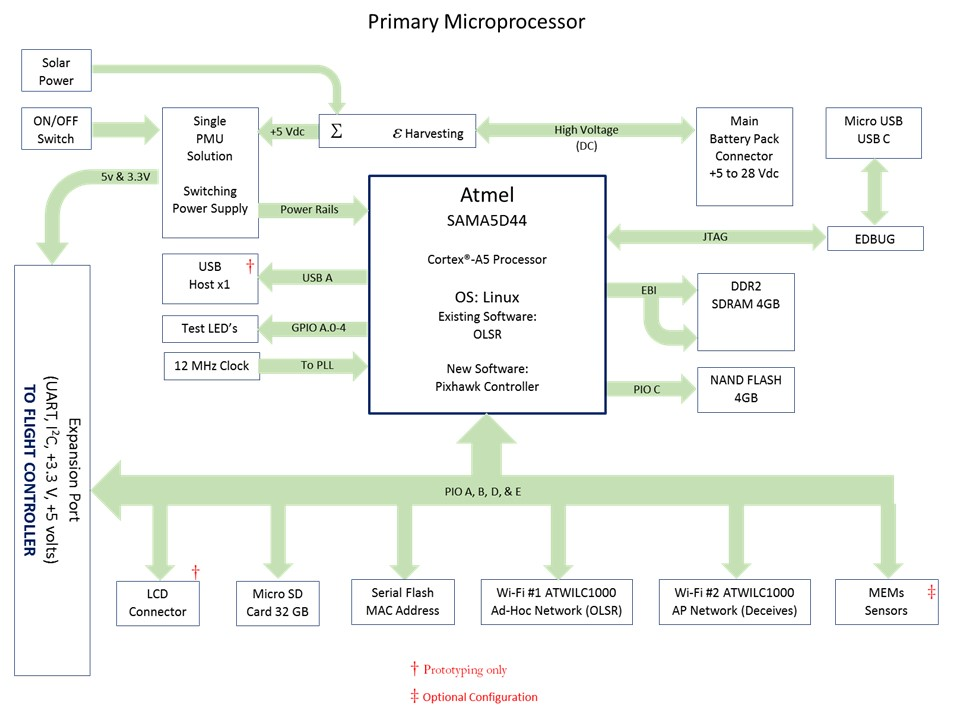 Primary Microprocessor
Solar
Power
ON/OFF
Switch
Single
PMU
Solution
Switching
Power Supply
+5 Vdc
Σ ℰ Harvesting
High Voltage
(DC)
Main
Battery Pack
Connector
+5 to 28 Vdc
Micro USB
USB C
5v & 3.3V
Power Rails
Atmel
SAMA5D44
Cortex®-A5 Processor
OS: Linux
Existing Software:
OLSR
New Software:
Pixhawk Controller
JTAG
EDBUG
USB †
Host x1
USB A
EBI
DDR2
SDRAM 4GB
Test LED's
GPIO A.0-4
12 MHz Clock
To PLL
PIO C
NAND FLASH
4GB
Expansion Port
(UART, I²C, +3.3 V, +5 volts)
TO FLIGHT CONTROLLER
PIO A, B, D, & E
†
LCD
Connector
Micro SD
Card 32 GB
Serial Flash
MAC Address
Wi-Fi #1 ATWILC1000
Ad-Hoc Network (OLSR)
Wi-Fi #2 ATWILC1000
AP Network (Deceives)
MEMs ‡
Sensors
† Prototyping only
‡ Optional Configuration